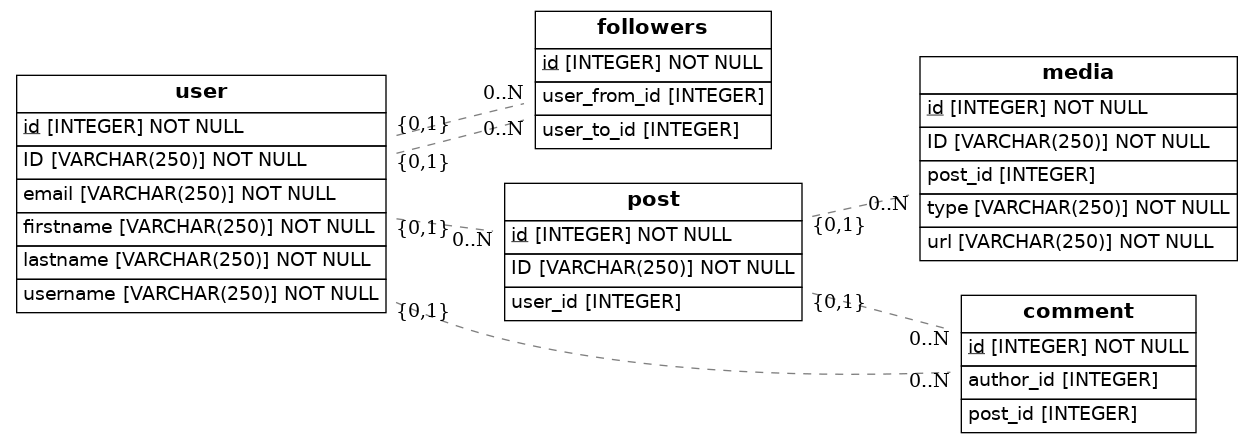 user
id [INTEGER] NOT NULL
ID [VARCHAR(250)] NOT NULL
email [VARCHAR(250)] NOT NULL
firstname [VARCHAR(250)] NOT NULL
lastname [VARCHAR(250)] NOT NULL
username [VARCHAR(250)] NOT NULL
{0,1}
{0,1}
{0,1}
{0,1}
0..N
0..N
0..N
followers
id [INTEGER] NOT NULL
user_from_id [INTEGER]
user_to_id [INTEGER]
post
id [INTEGER] NOT NULL
ID [VARCHAR(250)] NOT NULL
user_id [INTEGER]
{0,1}
{0,1}
0..N
0..N
0..N
media
id [INTEGER] NOT NULL
ID [VARCHAR(250)] NOT NULL
post_id [INTEGER]
type [VARCHAR(250)] NOT NULL
url [VARCHAR(250)] NOT NULL
comment
id [INTEGER] NOT NULL
author_id [INTEGER]
post_id [INTEGER]